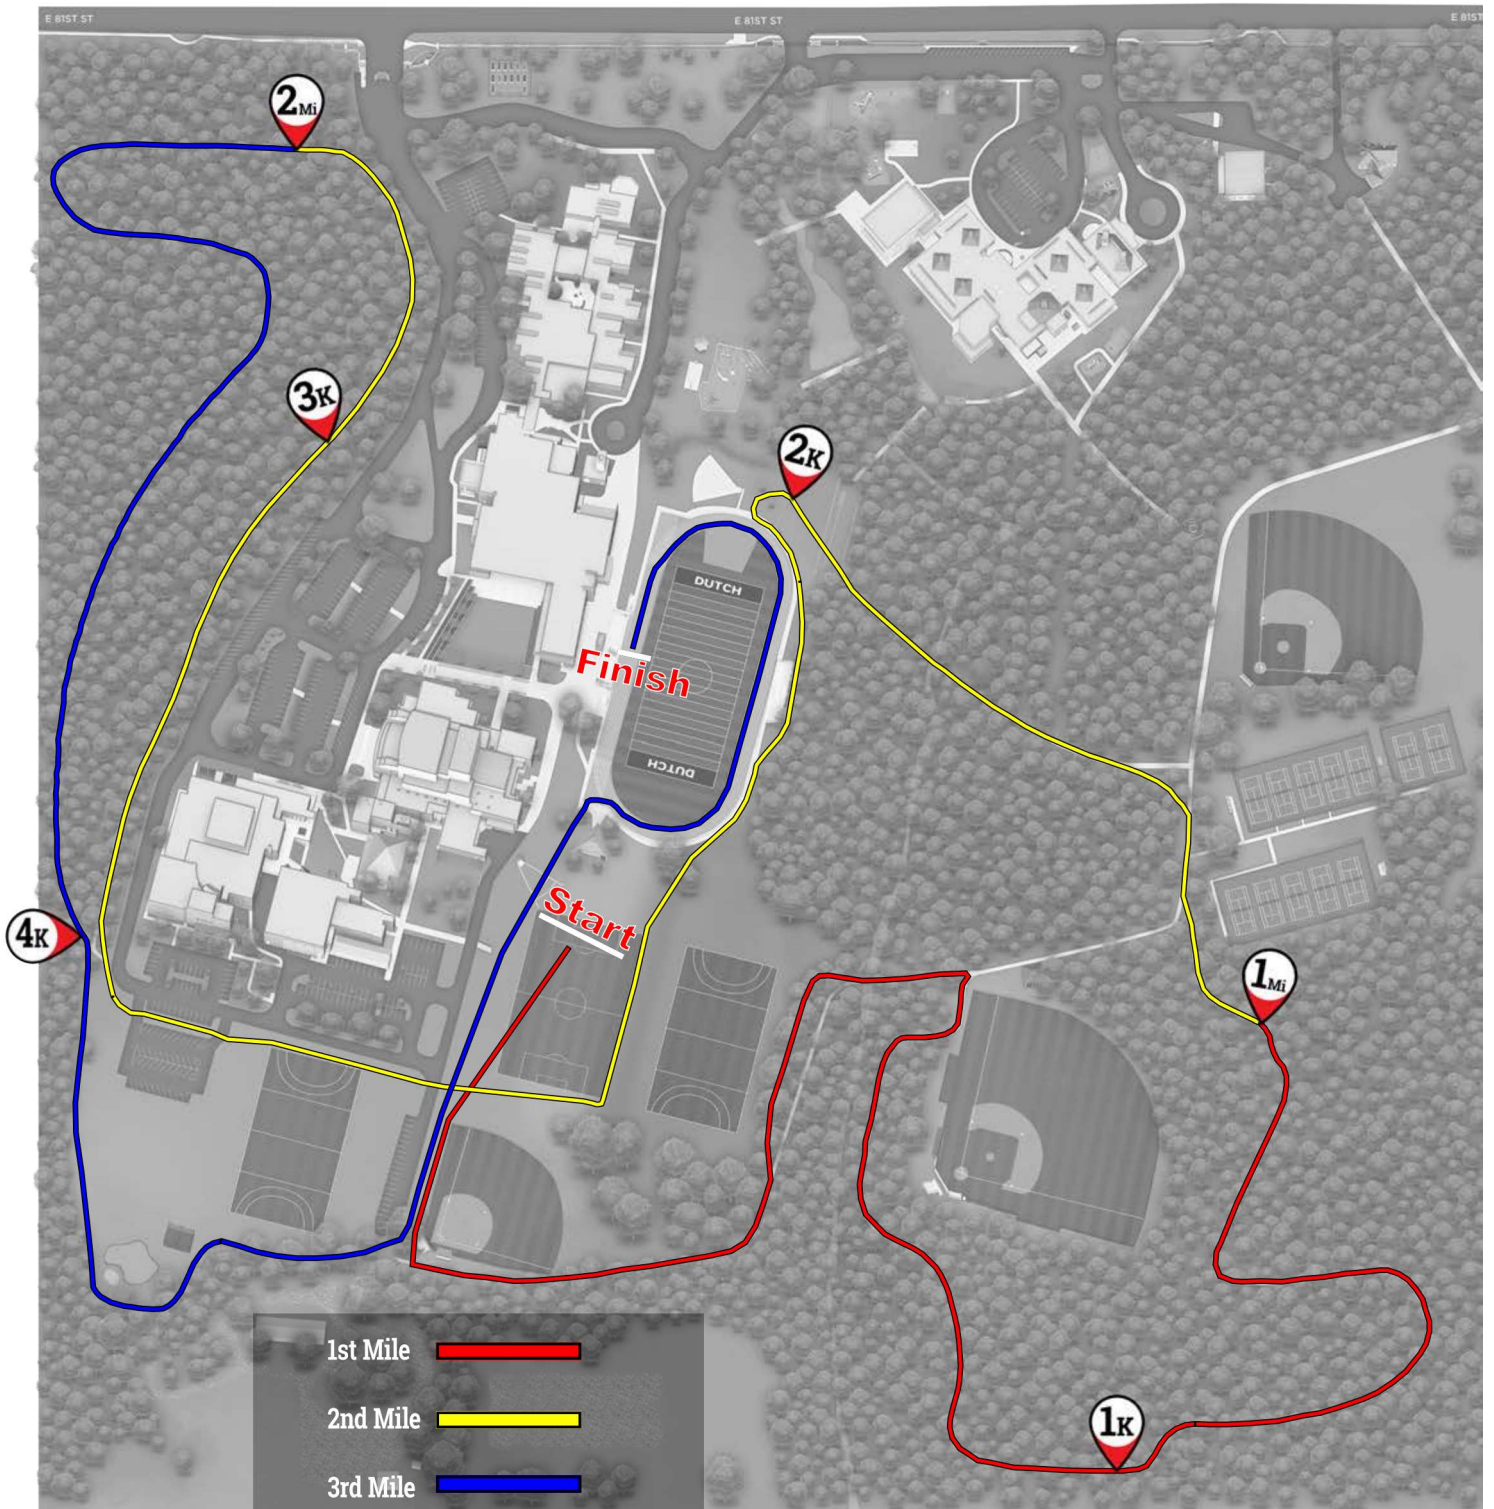 E 81ST ST
E 81ST ST
E 81ST
2Mi
3K
2K
DUTCH
Finish
DUTCH
Start
4K
1Mi
1st Mile
2nd Mile
1K
3rd Mile